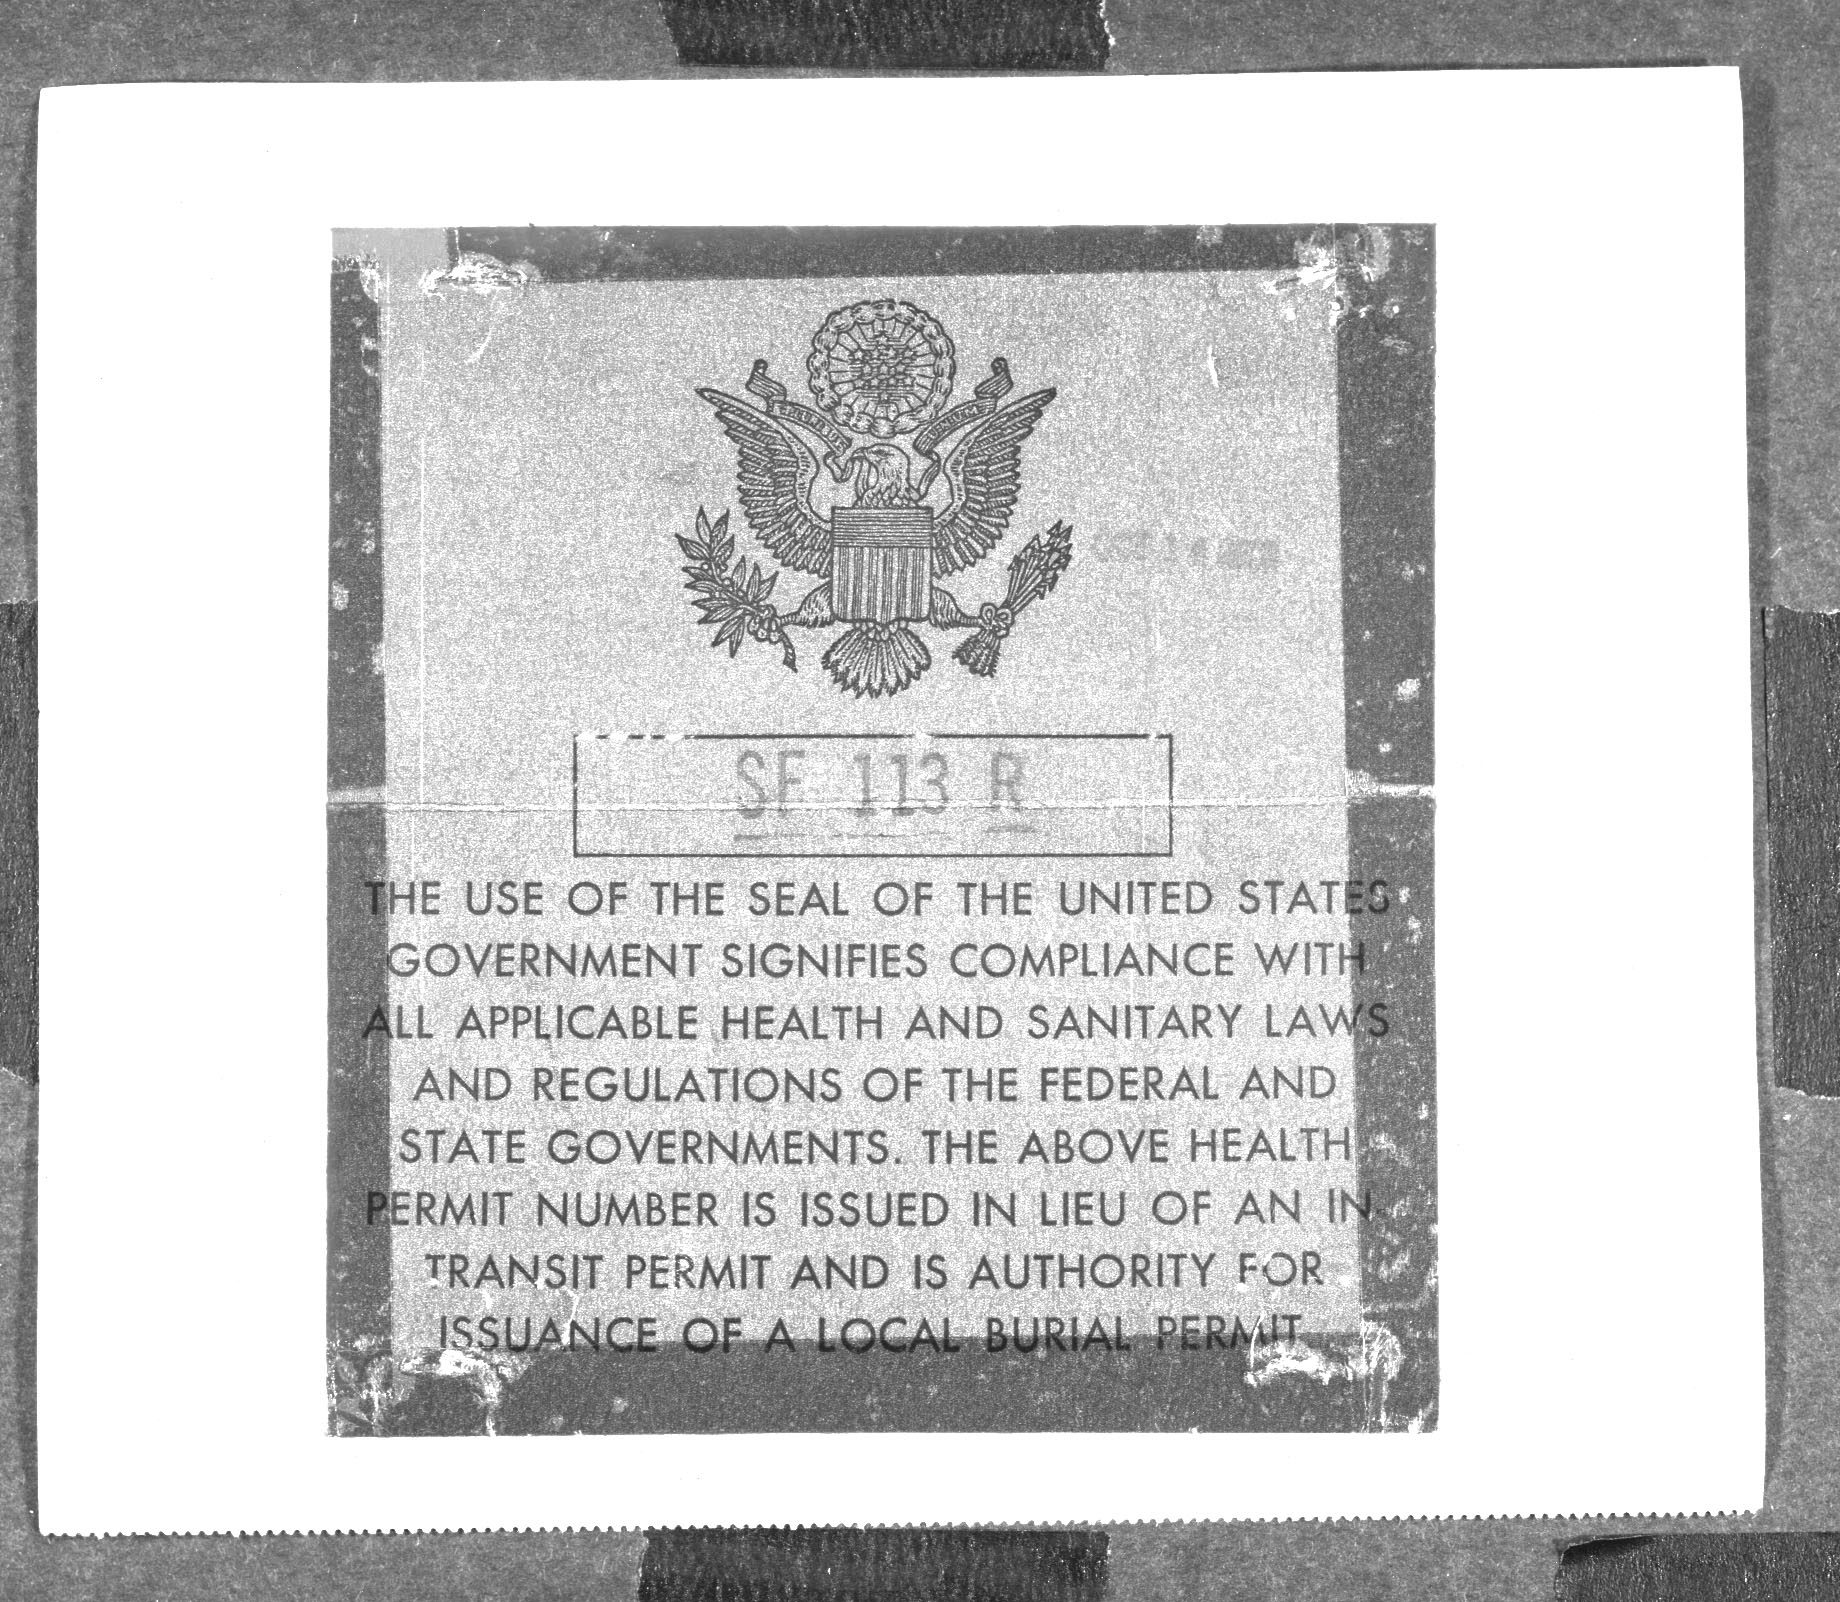 SF 113 R
THE USE OF THE SEAL OF THE UNITED STATES
GOVERNMENT SIGNIFIES COMPLIANCE WITH
ALL APPLICABLE HEALTH AND SANITARY LAWS
AND REGULATIONS OF THE FEDERAL AND
STATE GOVERNMENTS. THE ABOVE HEALTH
PERMIT NUMBER IS ISSUED IN LIEU OF AN IN-
TRANSIT PERMIT AND IS AUTHORITY FOR
ISSUANCE OF A LOCAL BURIAL PERMIT